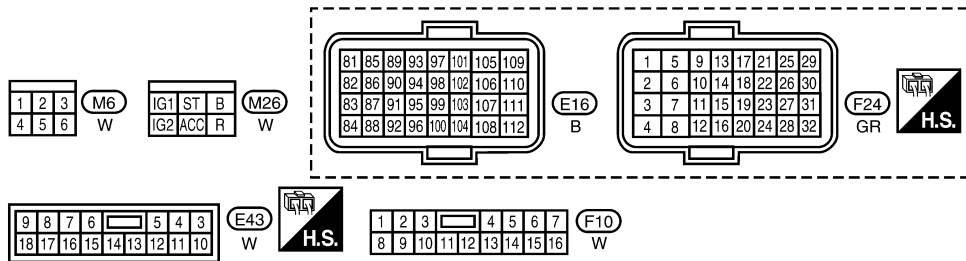 1 2 3
4 5 6
M6
W
IG1 ST B
IG2 ACC R
M26
W
81 85 89 93 97 101 105 109
82 86 90 94 98 102 106 110
83 87 91 95 99 103 107 111
84 88 92 96 100 104 108 112
E16
B
1 5 9 13 17 21 25 29
2 6 10 14 18 22 26 30
3 7 11 15 19 23 27 31
4 8 12 16 20 24 28 32
F24
GR
H.S.
9 8 7 6 5 4 3
18 17 16 15 14 13 12 11 10
E43
W
H.S.
1 2 3 4 5 6 7
8 9 10 11 12 13 14 15 16
F10
W